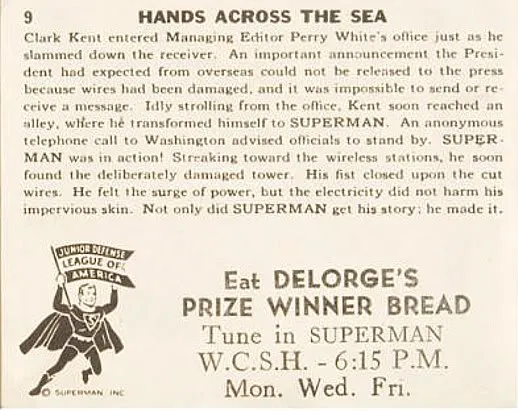 9 HANDS ACROSS THE SEA
Clark Kent entered Managing Editor Perry White's office just as he
slammed down the receiver. An important announcement the Presi-
dent had expected from overseas could not be released to the press
because wires had been damaged, and it was impossible to send or re-
ceive a message. Idly strolling from the office, Kent soon reached an
alley, where he transformed himself to SUPERMAN. An anonymous
telephone call to Washington advised officials to stand by. SUPER-
MAN was in action! Streaking toward the wireless stations, he soon
found the deliberately damaged tower. His fist closed upon the cut
wires. He felt the surge of power, but the electricity did not harm his
impervious skin. Not only did SUPERMAN get his story; he made it.
JUNIOR DEFENSE
LEAGUE OF
AMERICA
© SUPERMAN INC
Eat DELORGE'S
PRIZE WINNER BREAD
Tune in SUPERMAN
W.C.S.H. - 6:15 P.M.
Mon. Wed. Fri.